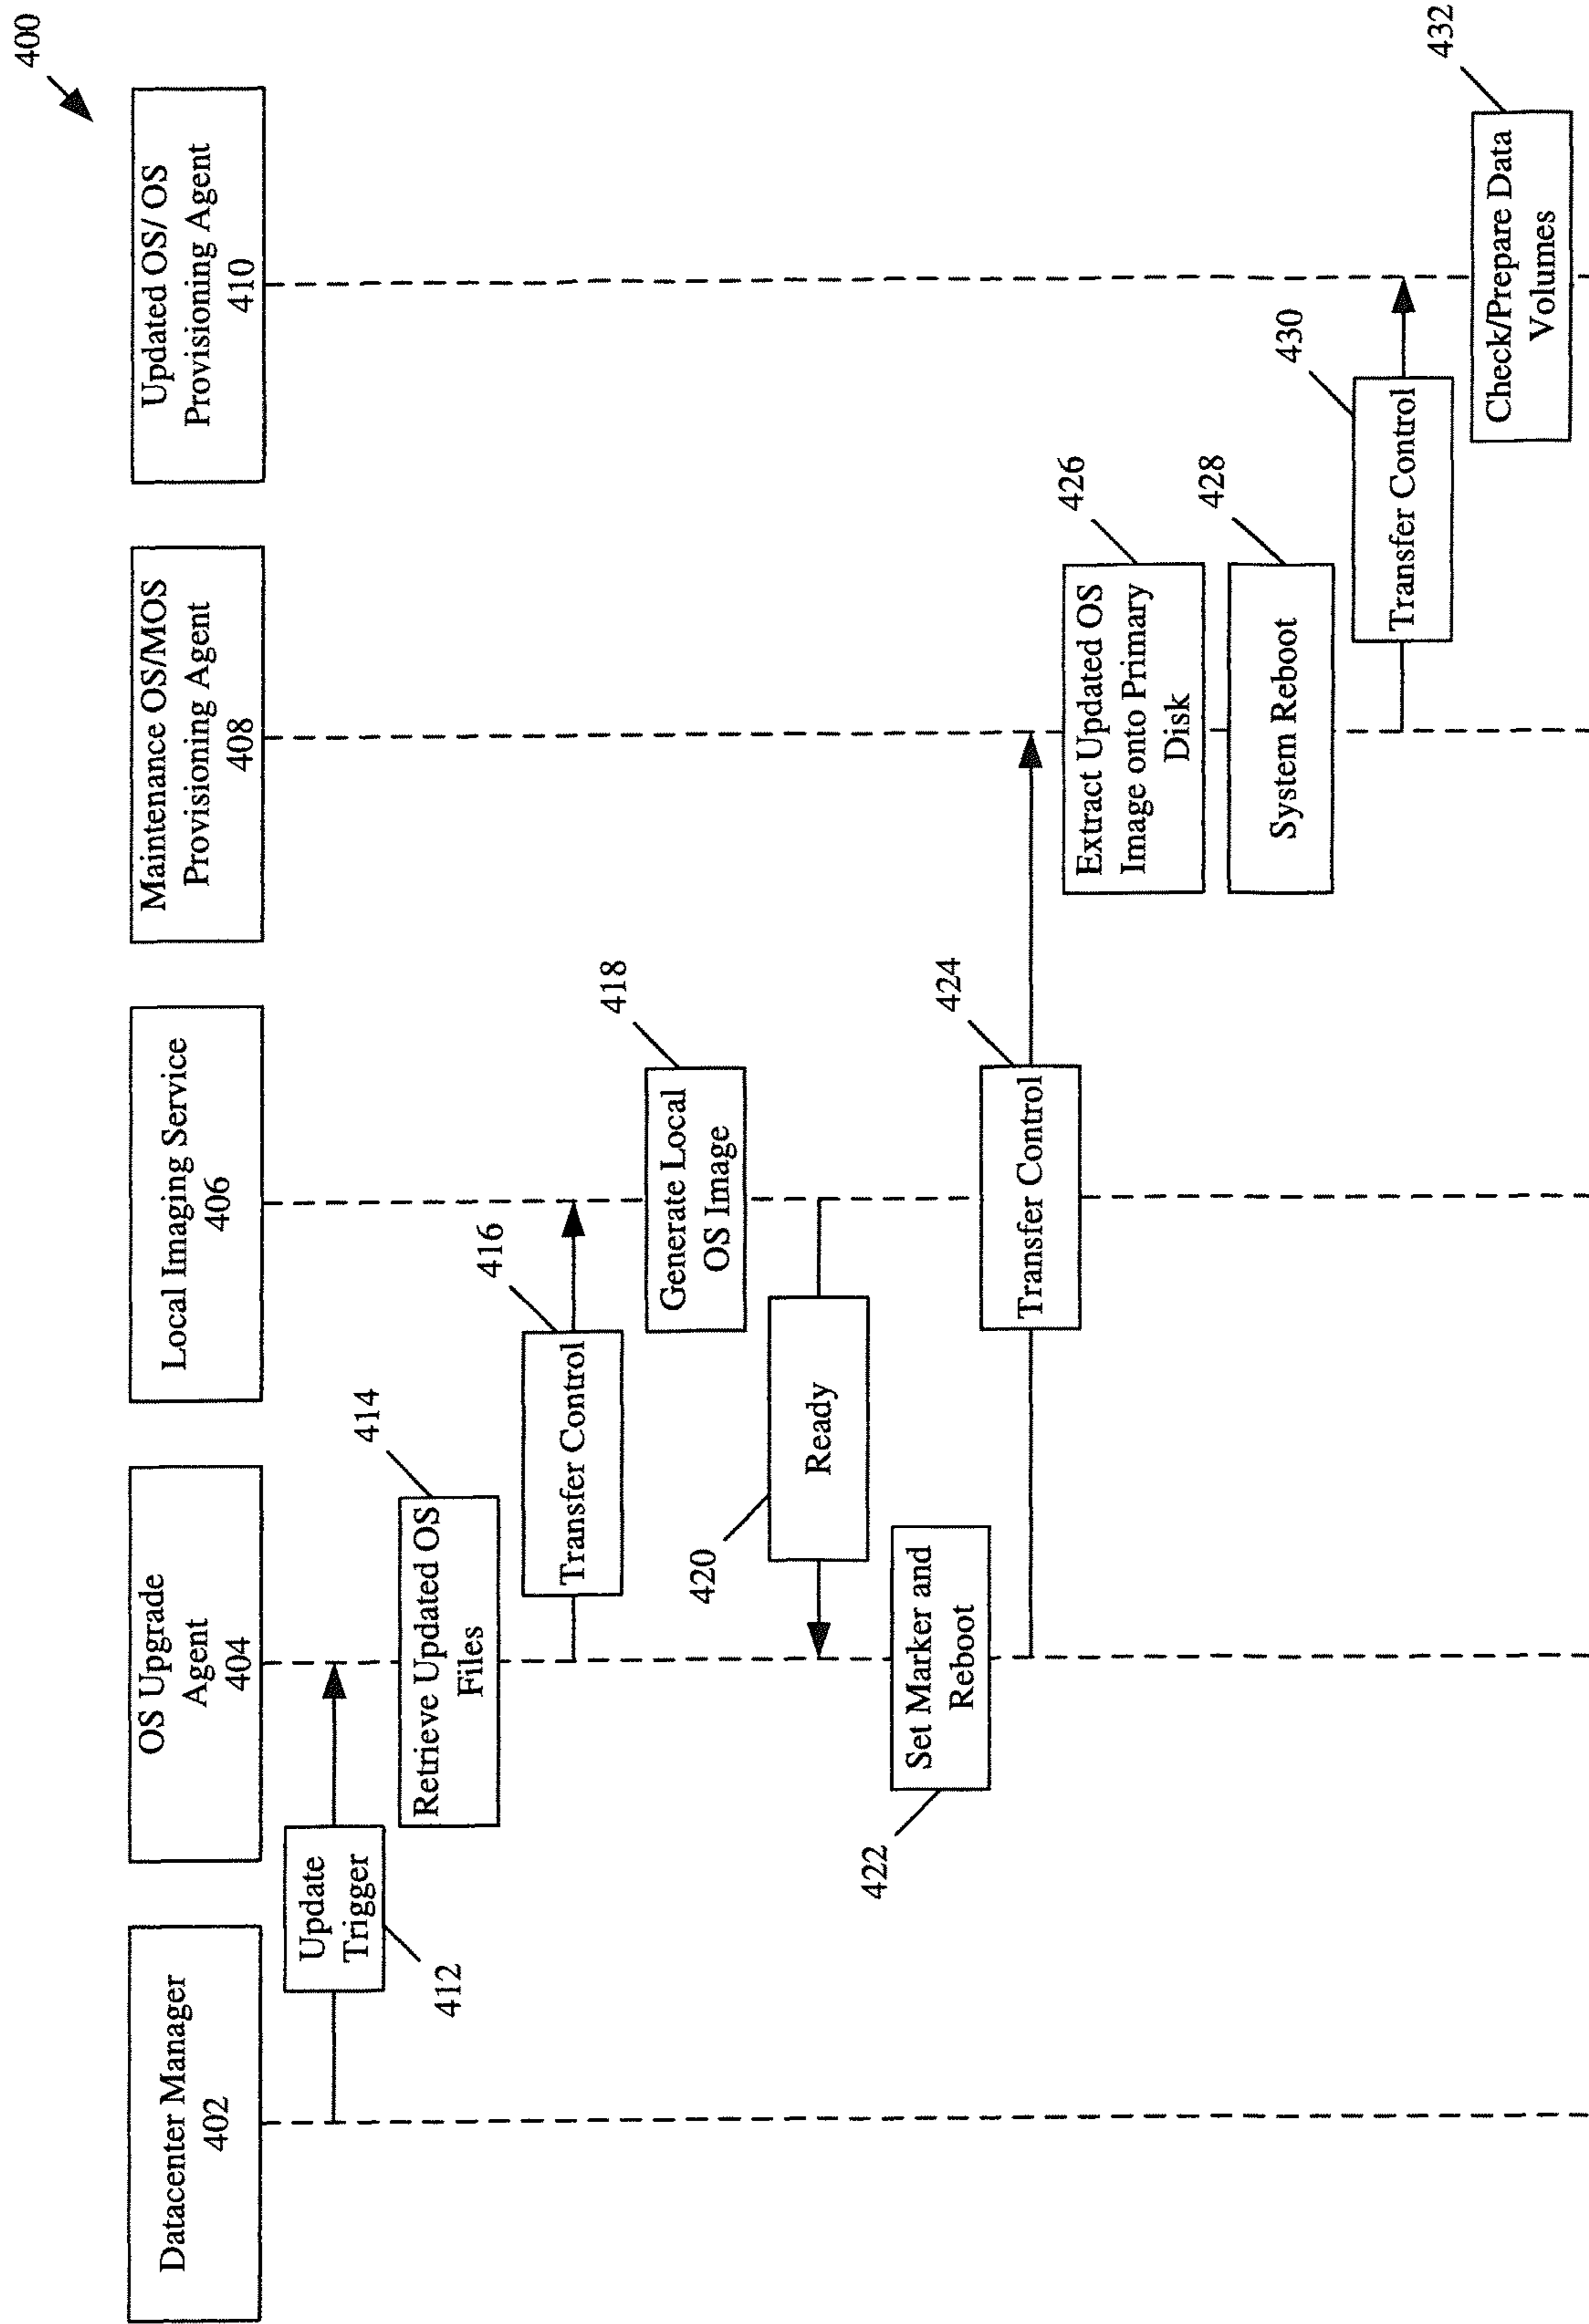 400
Datacenter Manager
402
OS Upgrade
Agent
404
Local Imaging Service
406
Maintenance OS/MOS
Provisioning Agent
408
Updated OS/ OS
Provisioning Agent
410
Update
Trigger
412
Retrieve Updated OS
Files
414
Transfer Control
416
Generate Local
OS Image
418
Ready
420
Set Marker and
Reboot
422
Transfer Control
424
Extract Updated OS
Image onto Primary
Disk
426
System Reboot
428
Transfer Control
430
Check/Prepare Data
Volumes
432